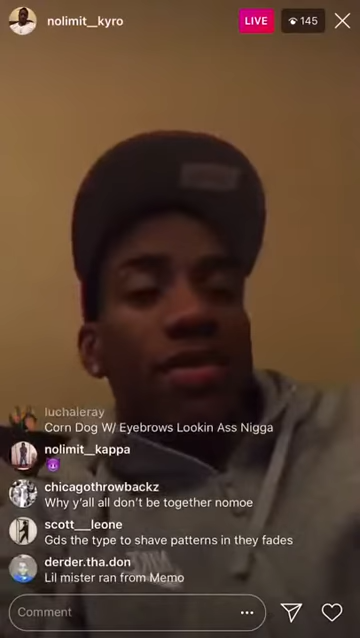 nolimit__kyro
LIVE
145
luchaleray
Corn Dog W/ Eyebrows Lookin Ass Nigga
nolimit__kappa
😈
chicagothrowbackz
Why y'all all don't be together nomoe
scott___leone
Gds the type to shave patterns in they fades
derder.tha.don
Lil mister ran from Memo
Comment